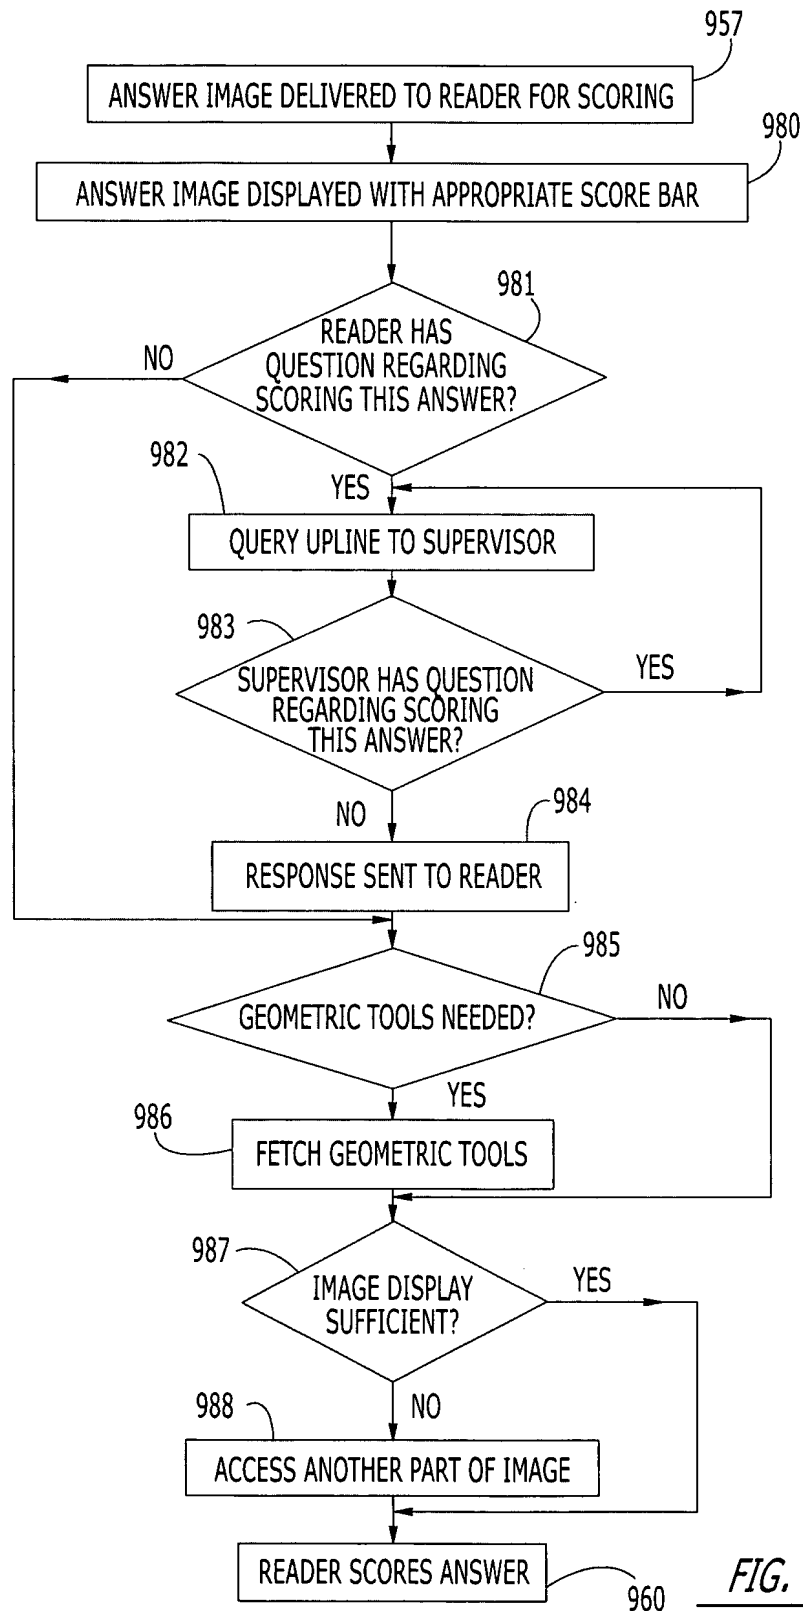 957
ANSWER IMAGE DELIVERED TO READER FOR SCORING
980
ANSWER IMAGE DISPLAYED WITH APPROPRIATE SCORE BAR
981
READER HAS
QUESTION REGARDING
SCORING THIS ANSWER?
NO
982
YES
QUERY UPLINE TO SUPERVISOR
983
SUPERVISOR HAS QUESTION
REGARDING SCORING
THIS ANSWER?
YES
NO
984
RESPONSE SENT TO READER
985
GEOMETRIC TOOLS NEEDED?
NO
YES
986
FETCH GEOMETRIC TOOLS
987
IMAGE DISPLAY
SUFFICIENT?
YES
NO
988
ACCESS ANOTHER PART OF IMAGE
READER SCORES ANSWER
960
FIG.